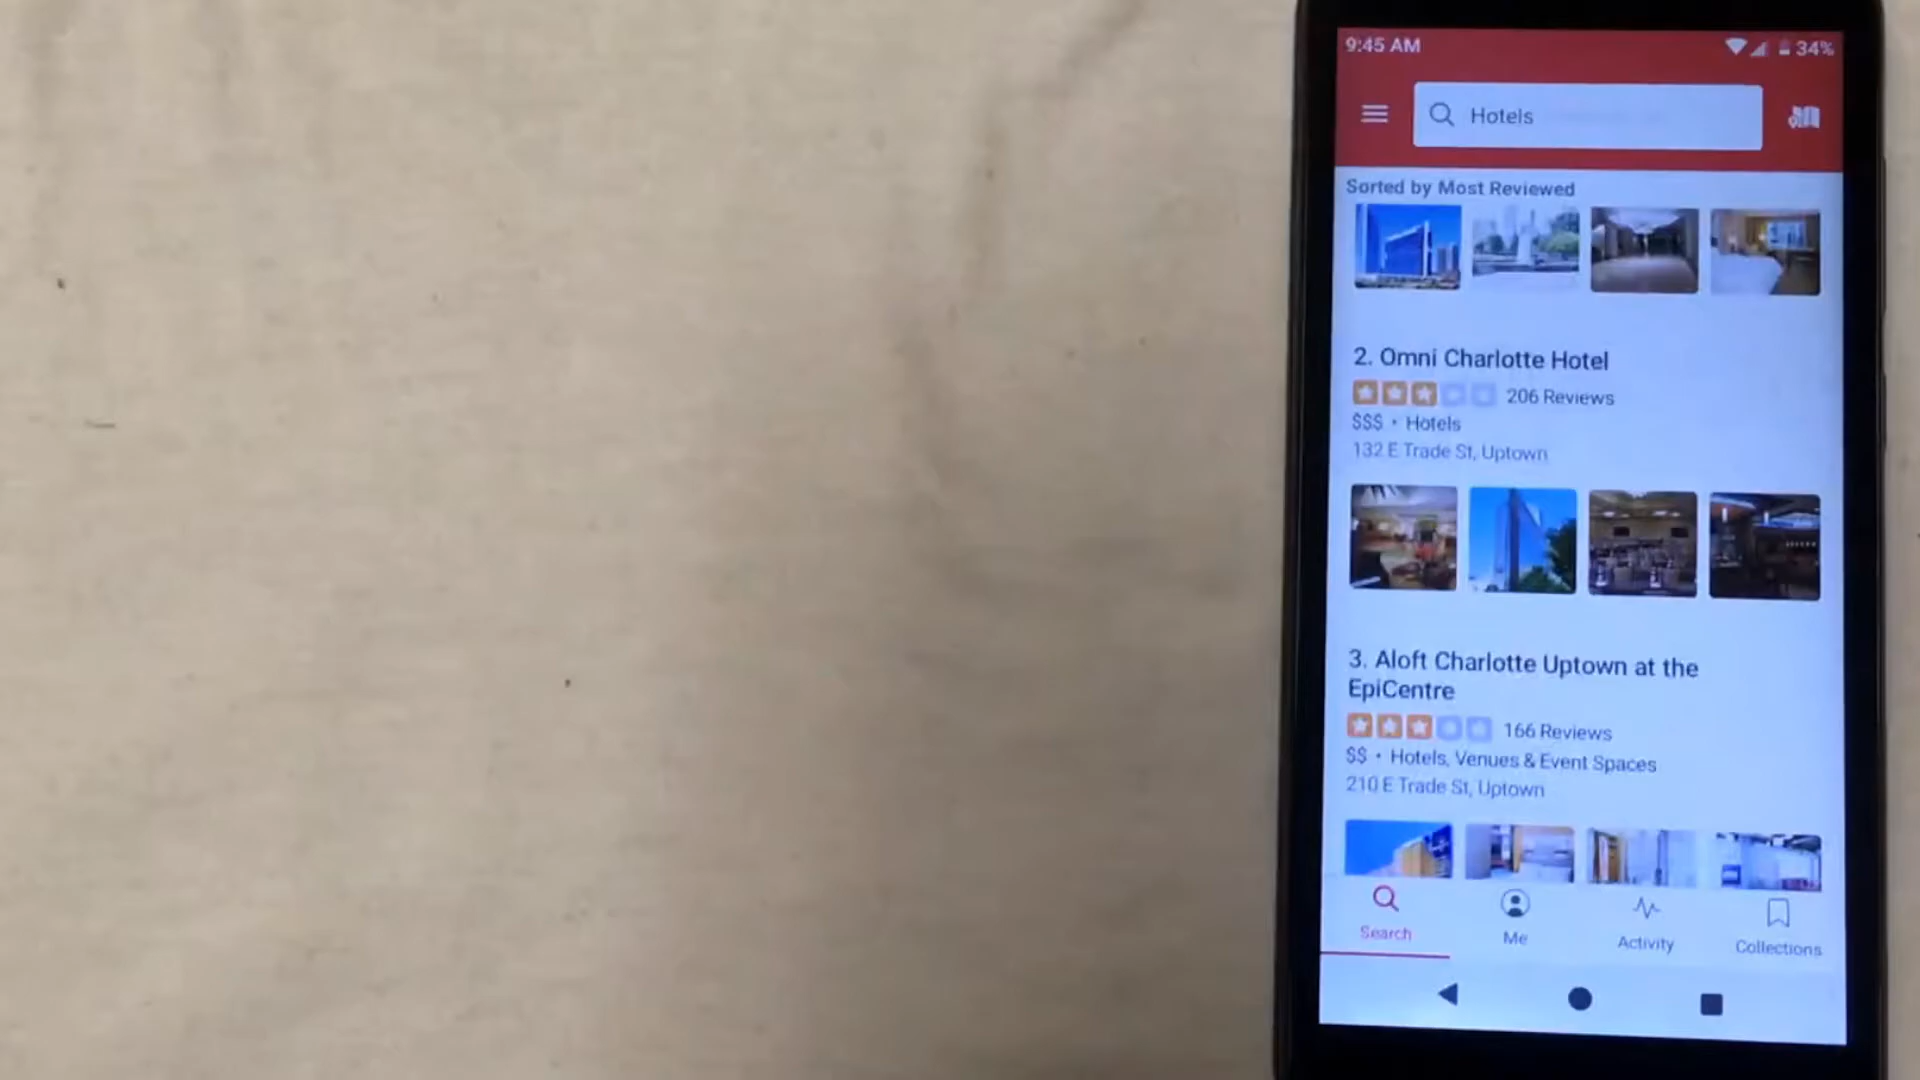 9:45 AM
34%
Hotels
Sorted by Most Reviewed
2. Omni Charlotte Hotel
206 Reviews
$$$ • Hotels
132 E Trade St, Uptown
3. Aloft Charlotte Uptown at the
EpiCentre
166 Reviews
$$ • Hotels, Venues & Event Spaces
210 E Trade St, Uptown
Search
Me
Activity
Collections